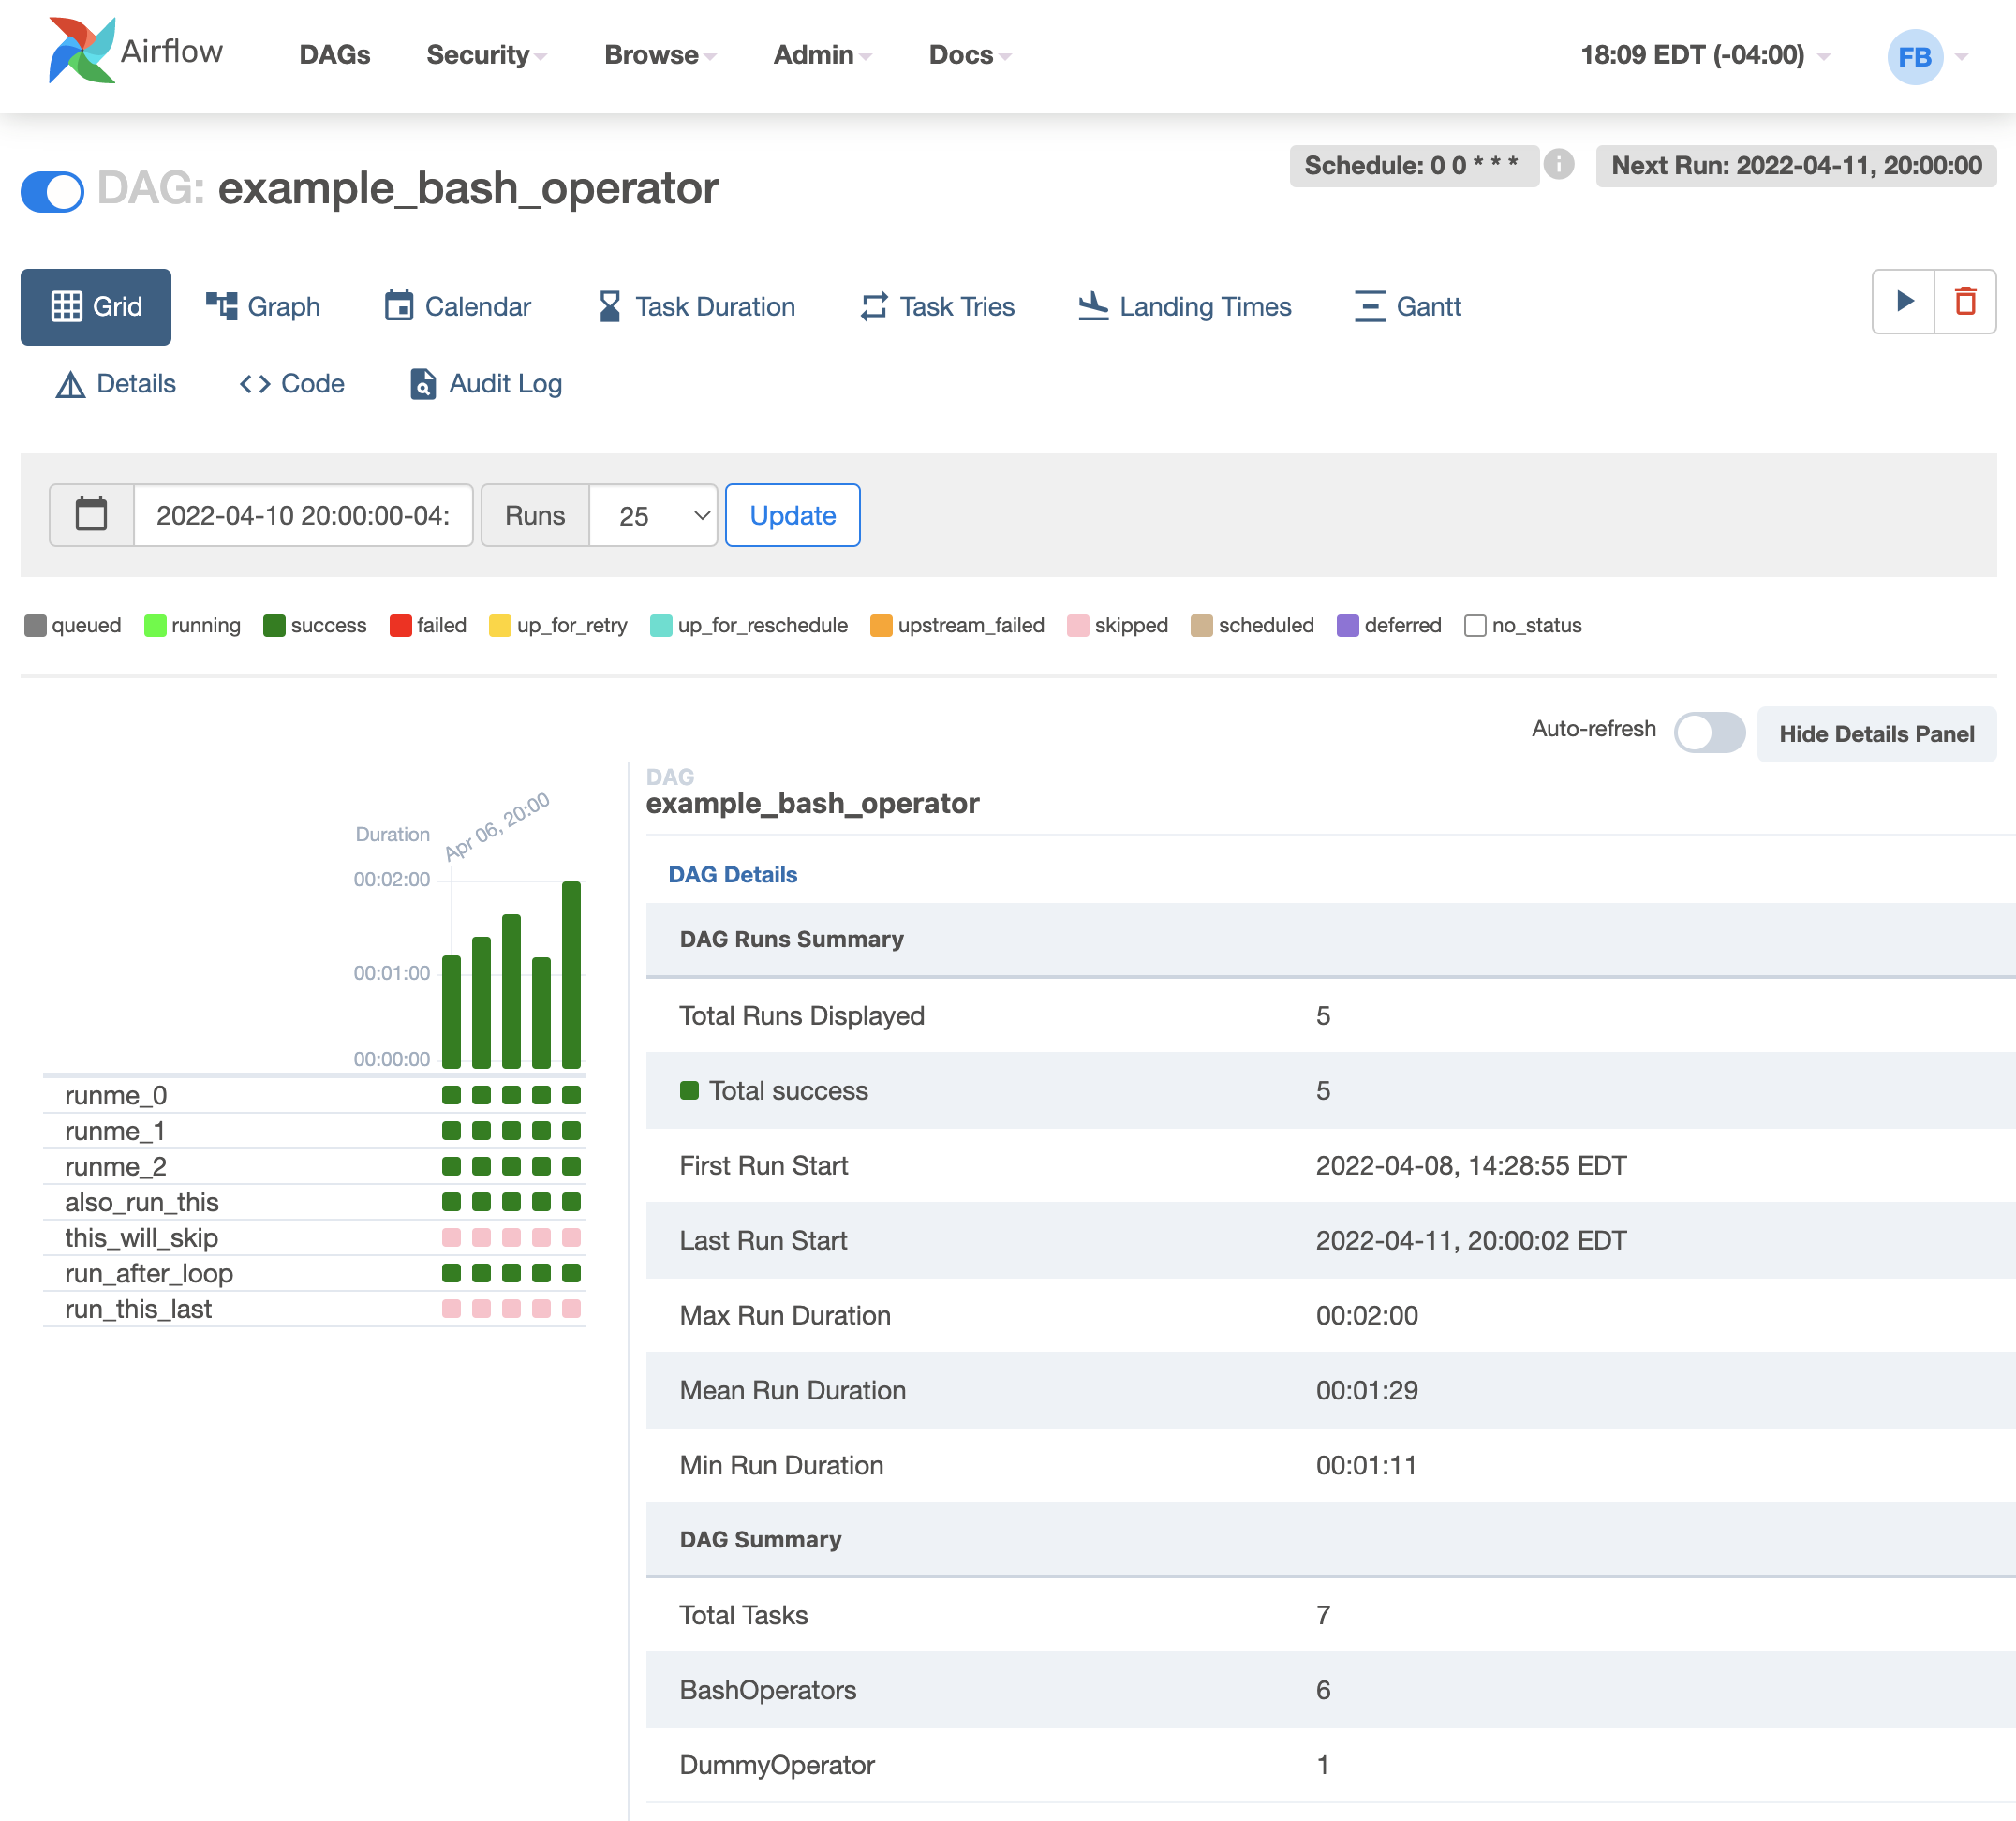 Airflow DAGs Security Browse Admin Docs 18:09 EDT (-04:00) FB
DAG: example_bash_operator
Schedule: 0 0 * * * i Next Run: 2022-04-11, 20:00:00
Grid Graph Calendar Task Duration Task Tries Landing Times Gantt
Details Code Audit Log
2022-04-10 20:00:00-04: Runs 25 Update
queued running success failed up_for_retry up_for_reschedule upstream_failed skipped scheduled deferred no_status
Auto-refresh Hide Details Panel
Duration
Apr 06, 20:00
00:02:00
00:01:00
00:00:00
runme_0
runme_1
runme_2
also_run_this
this_will_skip
run_after_loop
run_this_last
DAG
example_bash_operator
DAG Details
DAG Runs Summary
Total Runs Displayed 5
Total success 5
First Run Start 2022-04-08, 14:28:55 EDT
Last Run Start 2022-04-11, 20:00:02 EDT
Max Run Duration 00:02:00
Mean Run Duration 00:01:29
Min Run Duration 00:01:11
DAG Summary
Total Tasks 7
BashOperators 6
DummyOperator 1